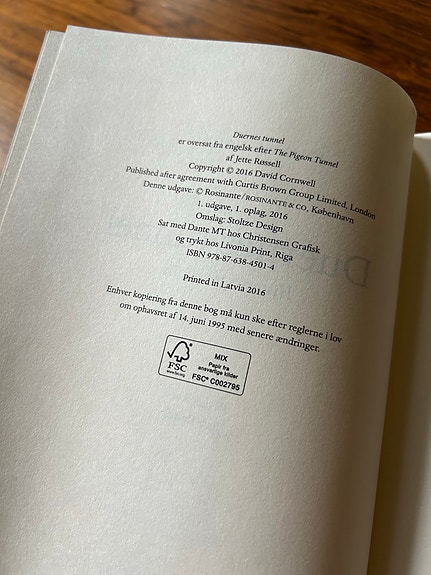 Duernes tunnel
er oversat fra engelsk efter The Pigeon Tunnel
af Jette Røssell
Copyright © 2016 David Cornwell
Published after agreement with Curtis Brown Group Limited, London
Denne udgave: © Rosinante/ROSINANTE & CO, København
1. udgave, 1. oplag, 2016
Omslag: Stoltze Design
Sat med Dante MT hos Christensen Grafisk
og trykt hos Livonia Print, Riga
ISBN 978-87-638-4501-4
Printed in Latvia 2016
Enhver kopiering fra denne bog må kun ske efter reglerne i lov
om ophavsret af 14. juni 1995 med senere ændringer.
FSC
www.fsc.org
MIX
Papir fra
ansvarlige kilder
FSC® C002795